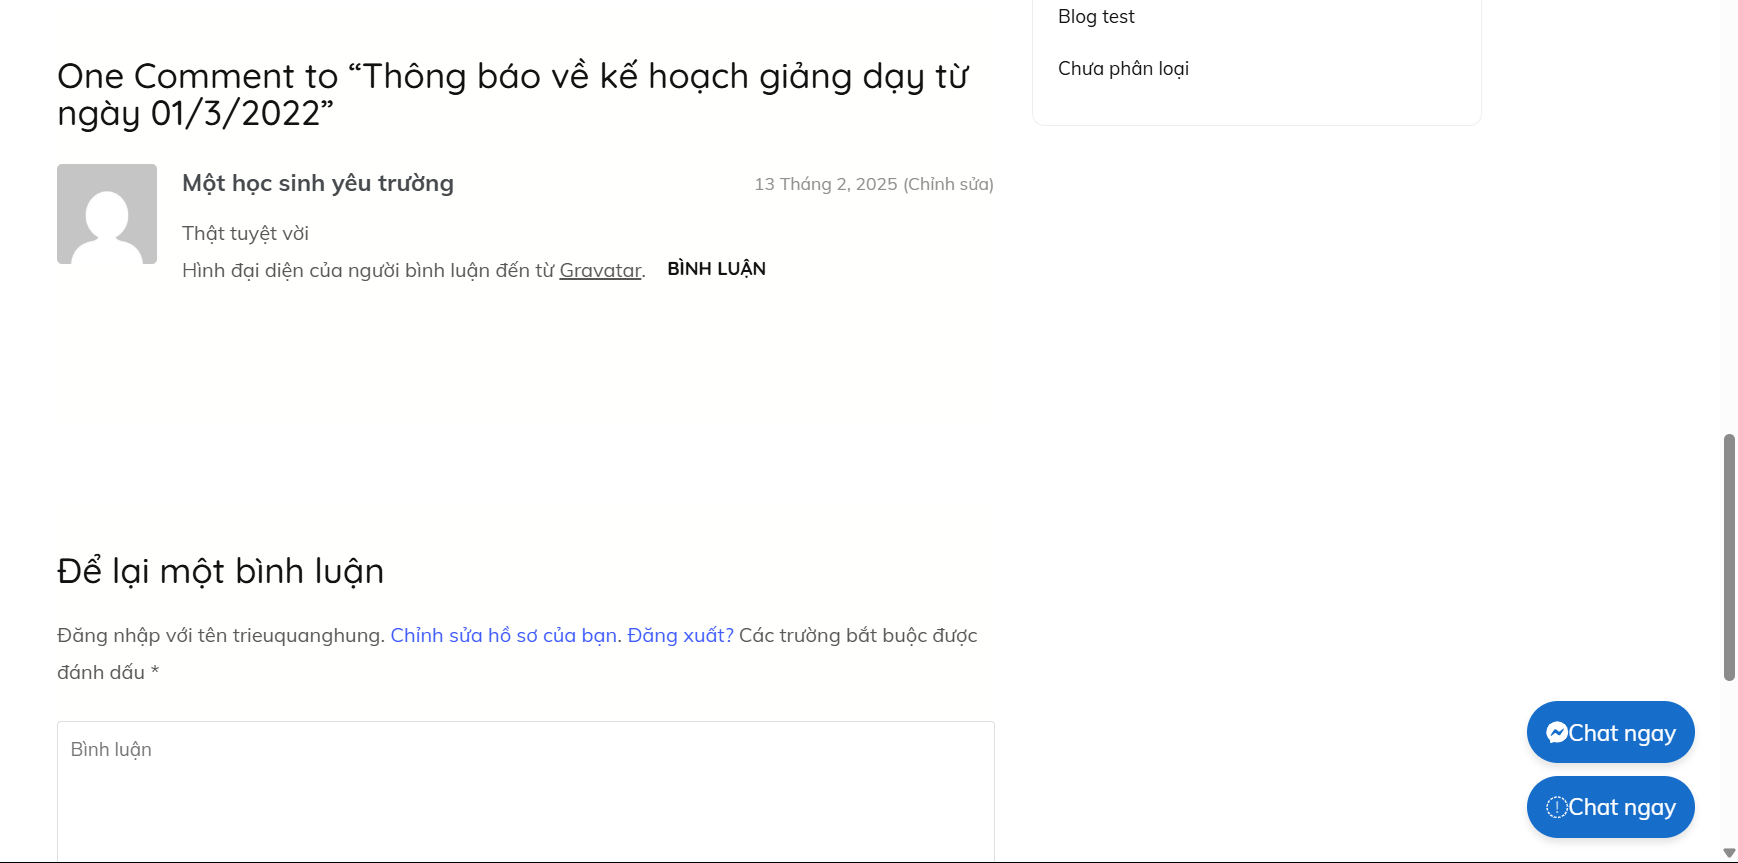 Blog test
Chưa phân loại
One Comment to “Thông báo về kế hoạch giảng dạy từ
ngày 01/3/2022”
Một học sinh yêu trường
13 Tháng 2, 2025 (Chỉnh sửa)
Thật tuyệt vời
Hình đại diện của người bình luận đến từ Gravatar. BÌNH LUẬN
Để lại một bình luận
Đăng nhập với tên trieuquanghung. Chỉnh sửa hồ sơ của bạn. Đăng xuất? Các trường bắt buộc được
đánh dấu *
Bình luận
Chat ngay
Chat ngay